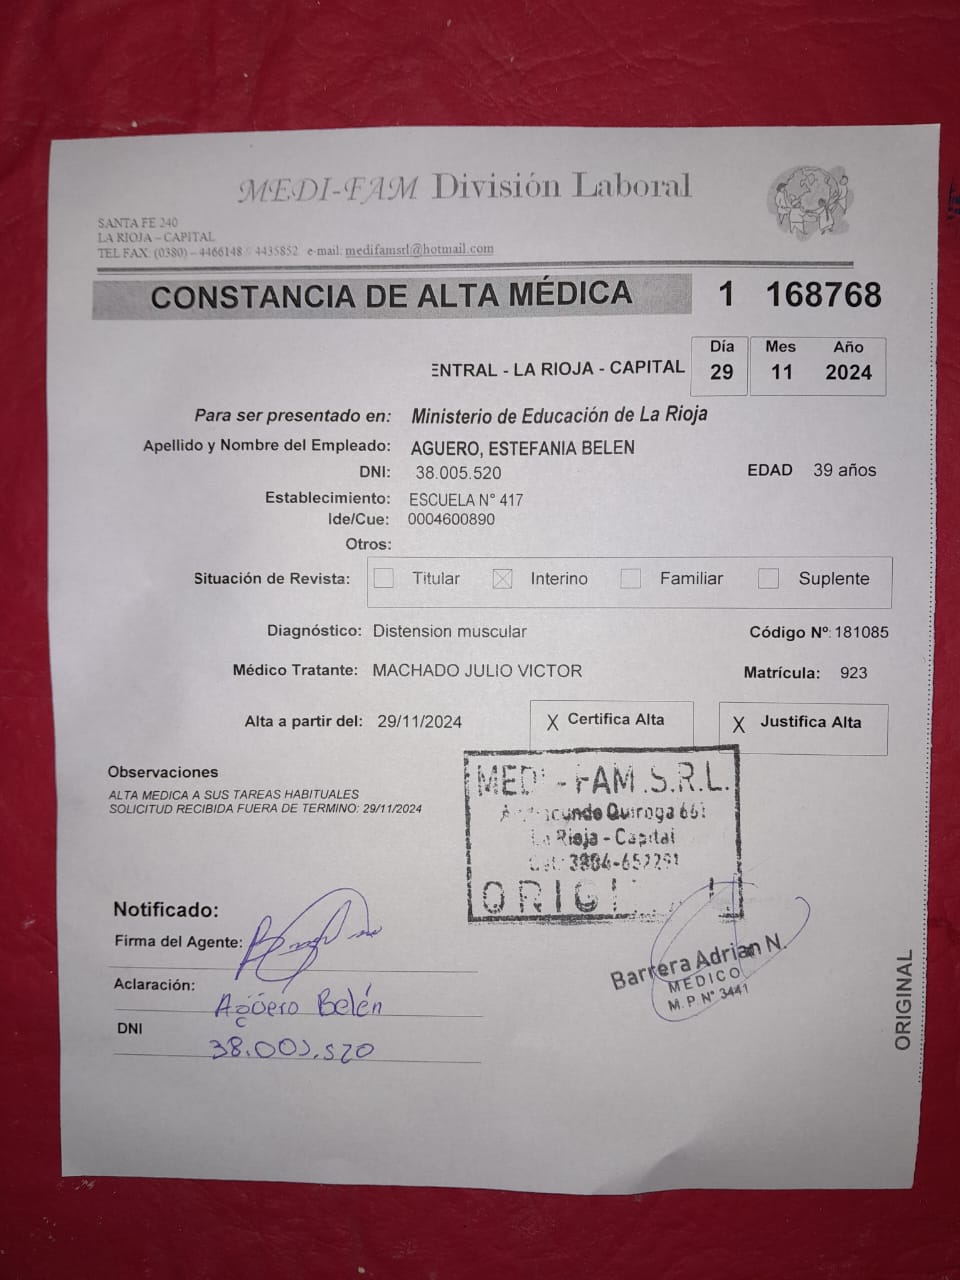 MEDI-FAM División Laboral
SANTA FE 240
LA RIOJA – CAPITAL
TEL FAX: (0380) – 4466148 4435852 e-mail: medifamsrl@hotmail.com
CONSTANCIA DE ALTA MÉDICA 1 168768
Día Mes Año
ENTRAL - LA RIOJA - CAPITAL 29 11 2024
Para ser presentado en: Ministerio de Educación de La Rioja
Apellido y Nombre del Empleado: AGUERO, ESTEFANIA BELEN
DNI: 38.005.520 EDAD 39 años
Establecimiento: ESCUELA N° 417
Ide/Cue: 0004600890
Otros:
Situación de Revista: Titular X Interino Familiar Suplente
Diagnóstico: Distension muscular Código Nº: 181085
Médico Tratante: MACHADO JULIO VICTOR Matrícula: 923
Alta a partir del: 29/11/2024 X Certifica Alta X Justifica Alta
Observaciones
ALTA MEDICA A SUS TAREAS HABITUALES
SOLICITUD RECIBIDA FUERA DE TERMINO: 29/11/2024
MEDI-FAM S.R.L.
Quiroga 661
La Rioja - Capital
Notificado:
Firma del Agente:
Aclaración: Agüero Belén
DNI 38.005.520
Barrera Adrian N.
MEDICO
M.P. N° 3441
ORIGINAL